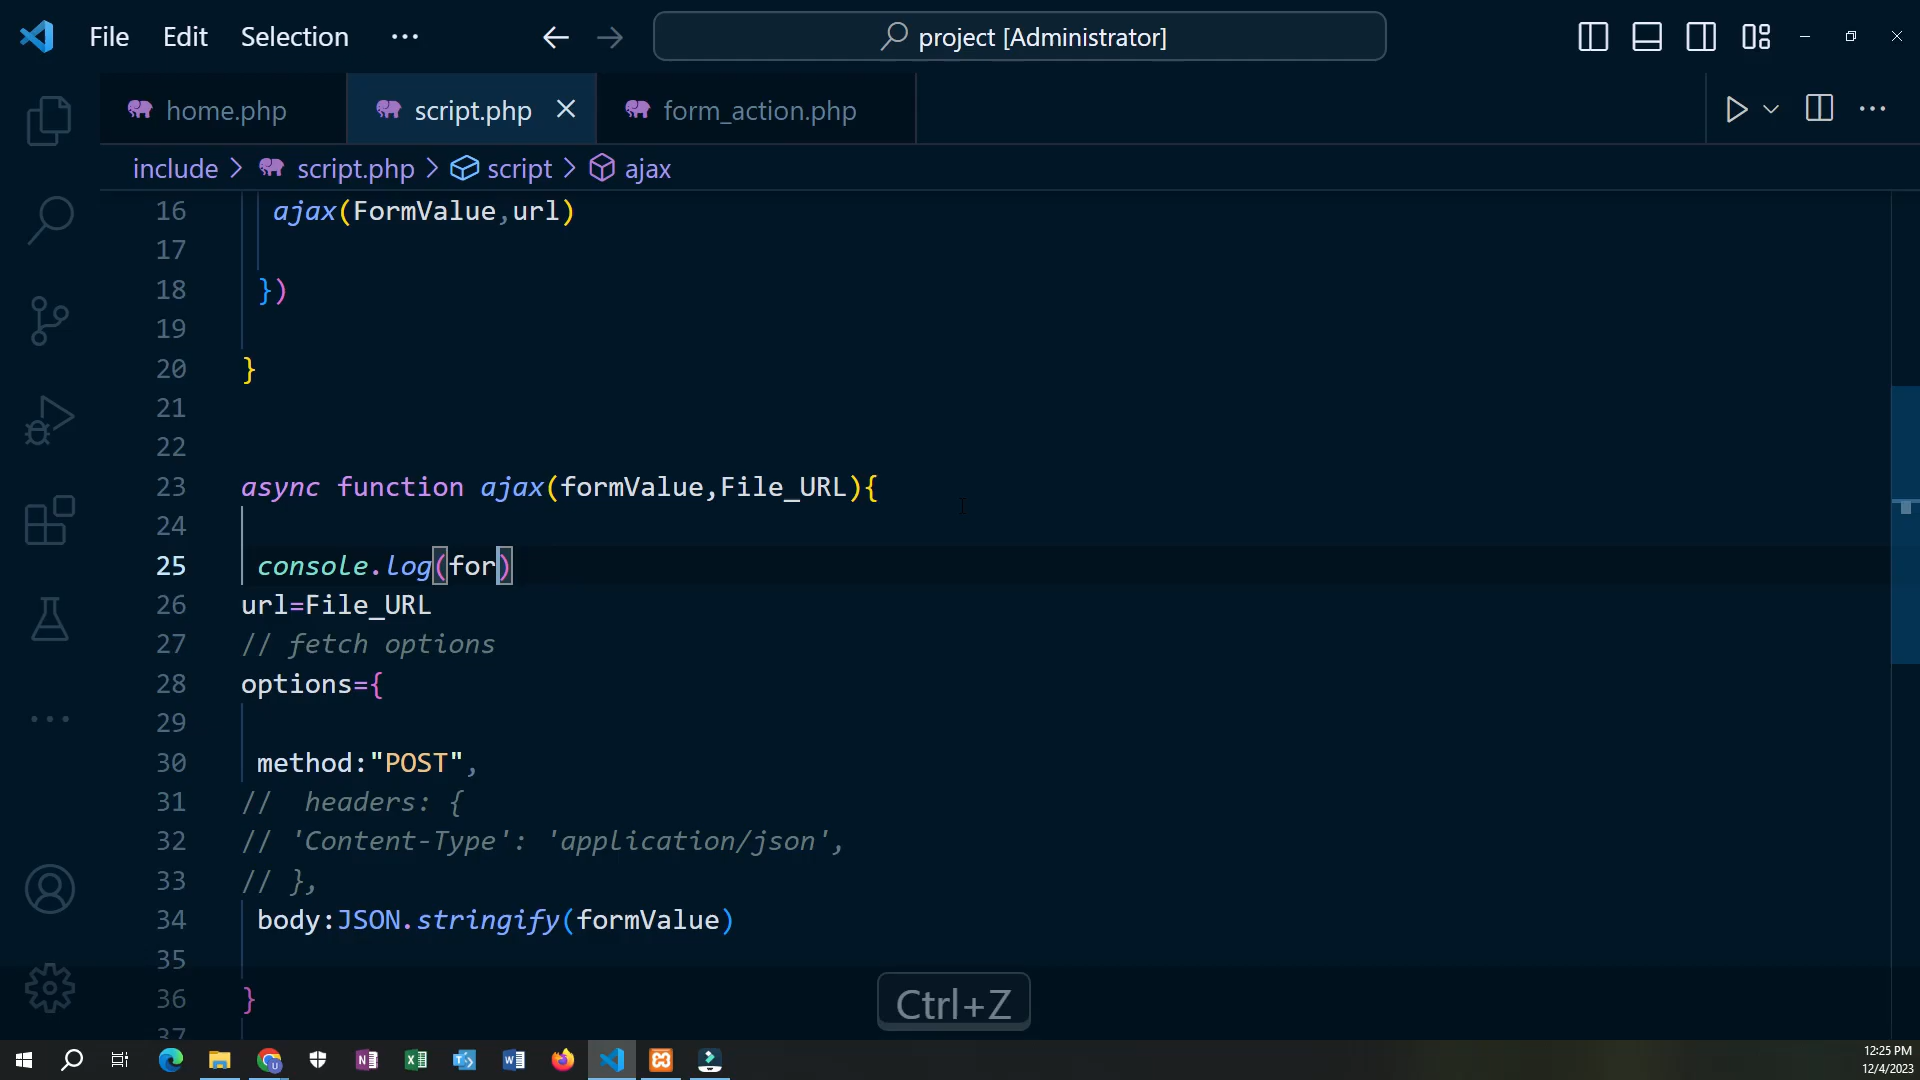 File Edit Selection ··· project [Administrator]
home.php script.php form_action.php
include > script.php > script > ajax
16 ajax(FormValue,url)
17
18 })
19
20 }
21
22
23 async function ajax(formValue,File_URL){
24
25 console.log(for)
26 url=File_URL
27 // fetch options
28 options={
29
30 method:"POST",
31 // headers: {
32 // 'Content-Type': 'application/json',
33 // },
34 body:JSON.stringify(formValue)
35
36 }
37
Ctrl+Z
12:25 PM
12/4/2023